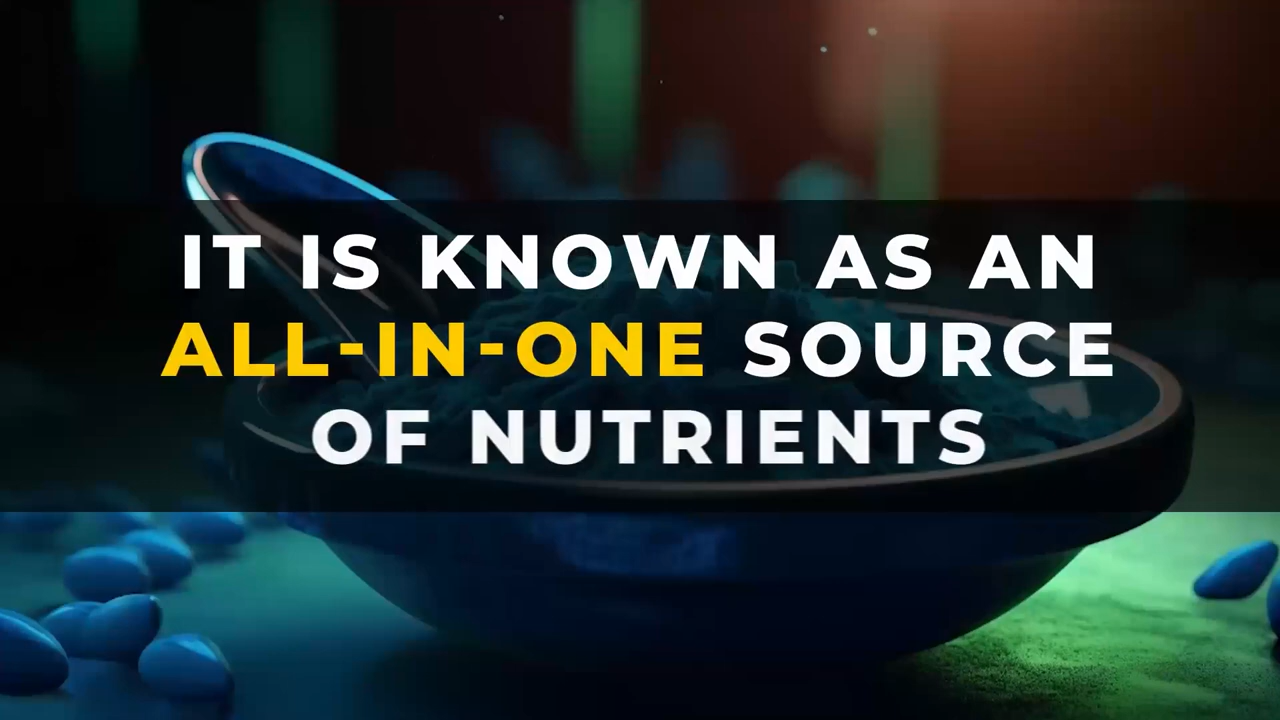 IT IS KNOWN AS AN
ALL-IN-ONE SOURCE
OF NUTRIENTS